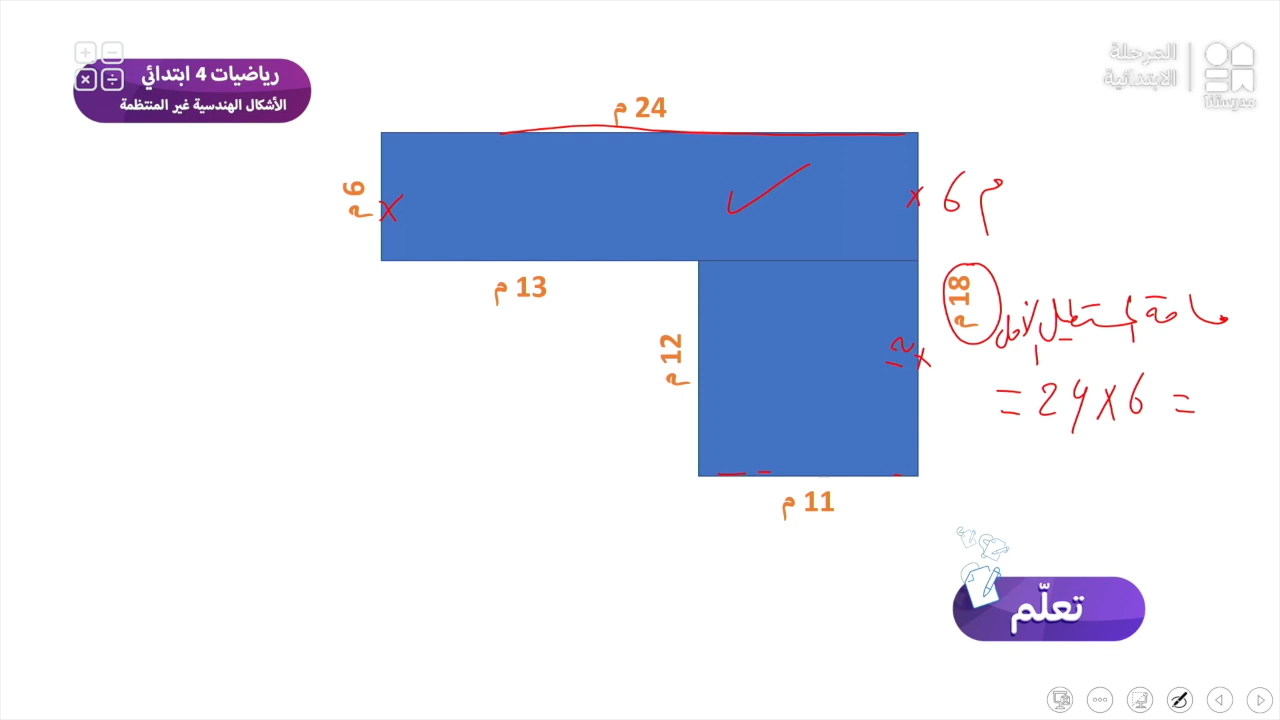 المرحلة
الابتدائية
مدرستنا
رياضيات 4 ابتدائي
الأشكال الهندسية غير المنتظمة
24 م
6 م
6 م
13 م
18 م
12 م
11 م
مساحة المستطيل الأول
= 24 x 6 =
تعلّم